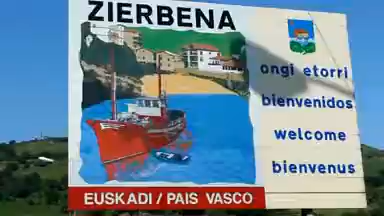 ZIERBENA
ongi etorri
bienvenidos
welcome
bienvenus
EUSKADI / PAIS VASCO